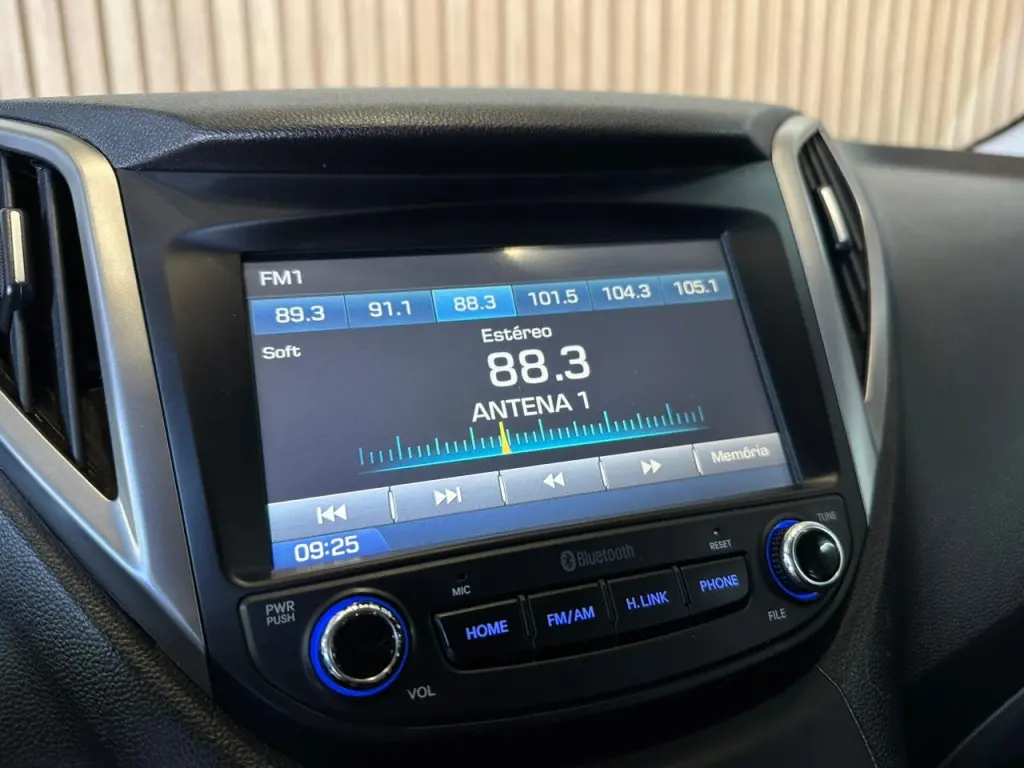 FM1
89.3 91.1 88.3 101.5 104.3 105.1
Estéreo
Soft
88.3
ANTENA 1
Memória
09:25
Bluetooth
MIC
RESET
TUNE
PWR
PUSH
HOME FM/AM H.LINK PHONE
FILE
VOL